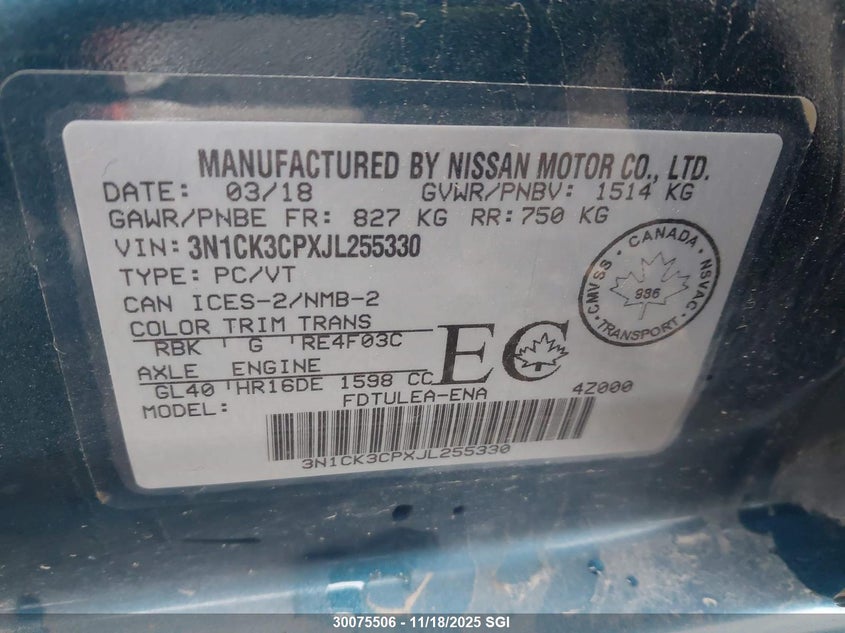 MANUFACTURED BY NISSAN MOTOR CO., LTD.
DATE: 03/18 GVWR/PNBV: 1514 KG
GAWR/PNBE FR: 827 KG RR: 750 KG
VIN: 3N1CK3CPXJL255330
TYPE: PC/VT
CAN ICES-2/NMB-2
COLOR TRIM TRANS
RBK G RE4F03C
AXLE ENGINE
GL40 HR16DE 1598 CC
MODEL: FDTULEA-ENA 4Z000
EC
CMVSS CANADA NSVAC TRANSPORT
936
3N1CK3CPXJL255330
30075506 - 11/18/2025 SGI